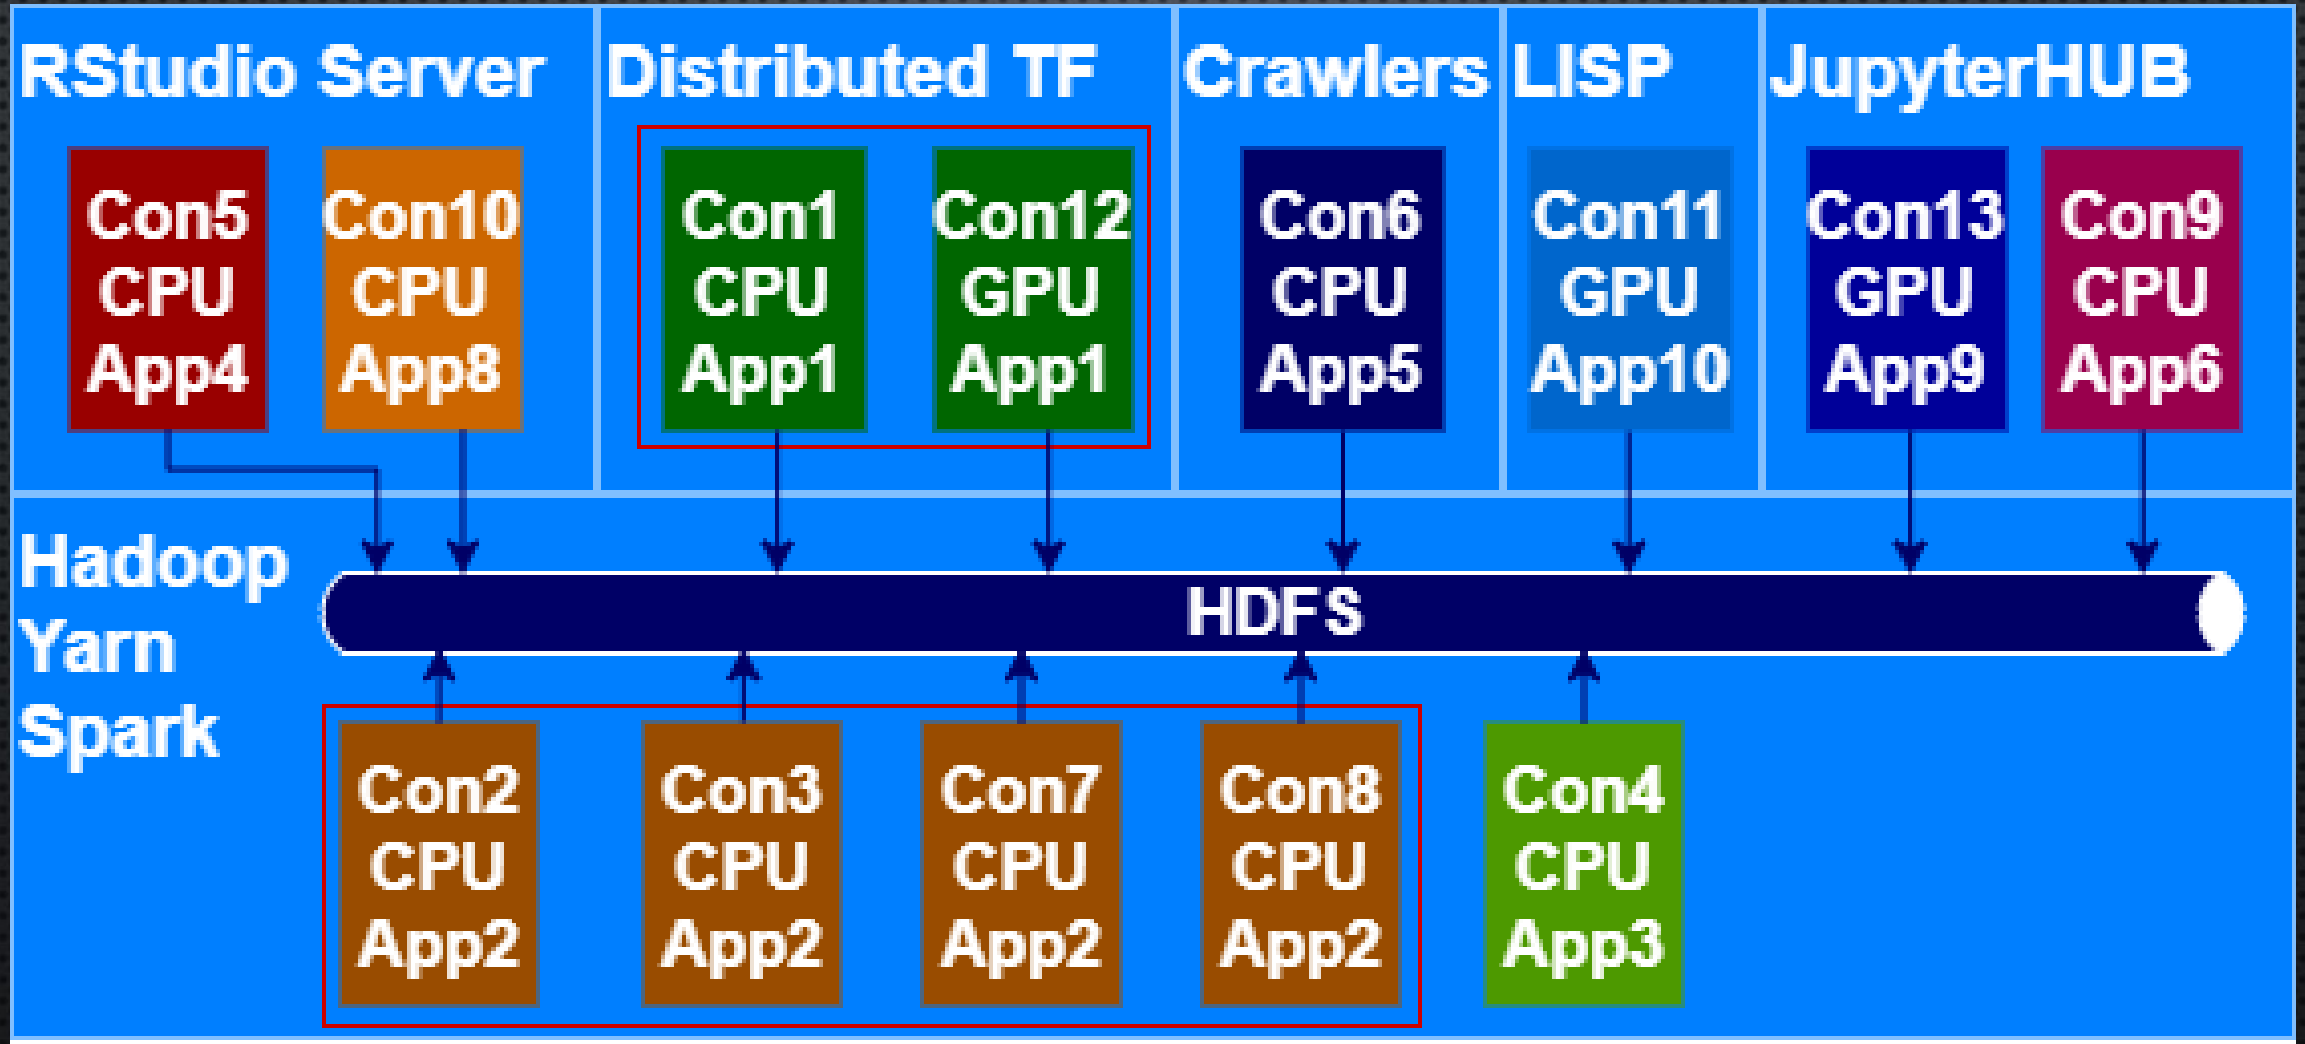 RStudio Server
Distributed TF
Crawlers
LISP
JupyterHUB
Con5
CPU
App4
Con10
CPU
App8
Con1
CPU
App1
Con12
GPU
App1
Con6
CPU
App5
Con11
GPU
App10
Con13
GPU
App9
Con9
CPU
App6
Hadoop
Yarn
Spark
HDFS
Con2
CPU
App2
Con3
CPU
App2
Con7
CPU
App2
Con8
CPU
App2
Con4
CPU
App3